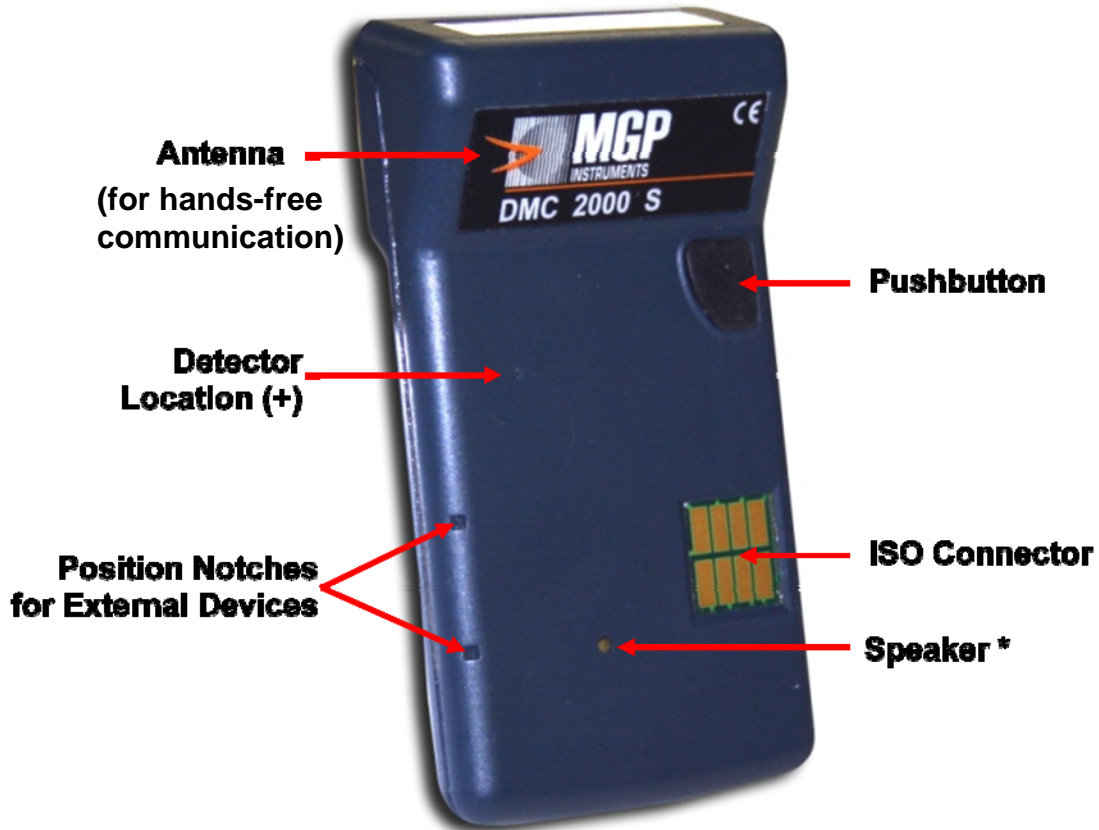 MGP
INSTRUMENTS
CE
DMC 2000 S
Antenna
(for hands-free
communication)
Pushbutton
Detector
Location (+)
Position Notches
for External Devices
ISO Connector
Speaker *